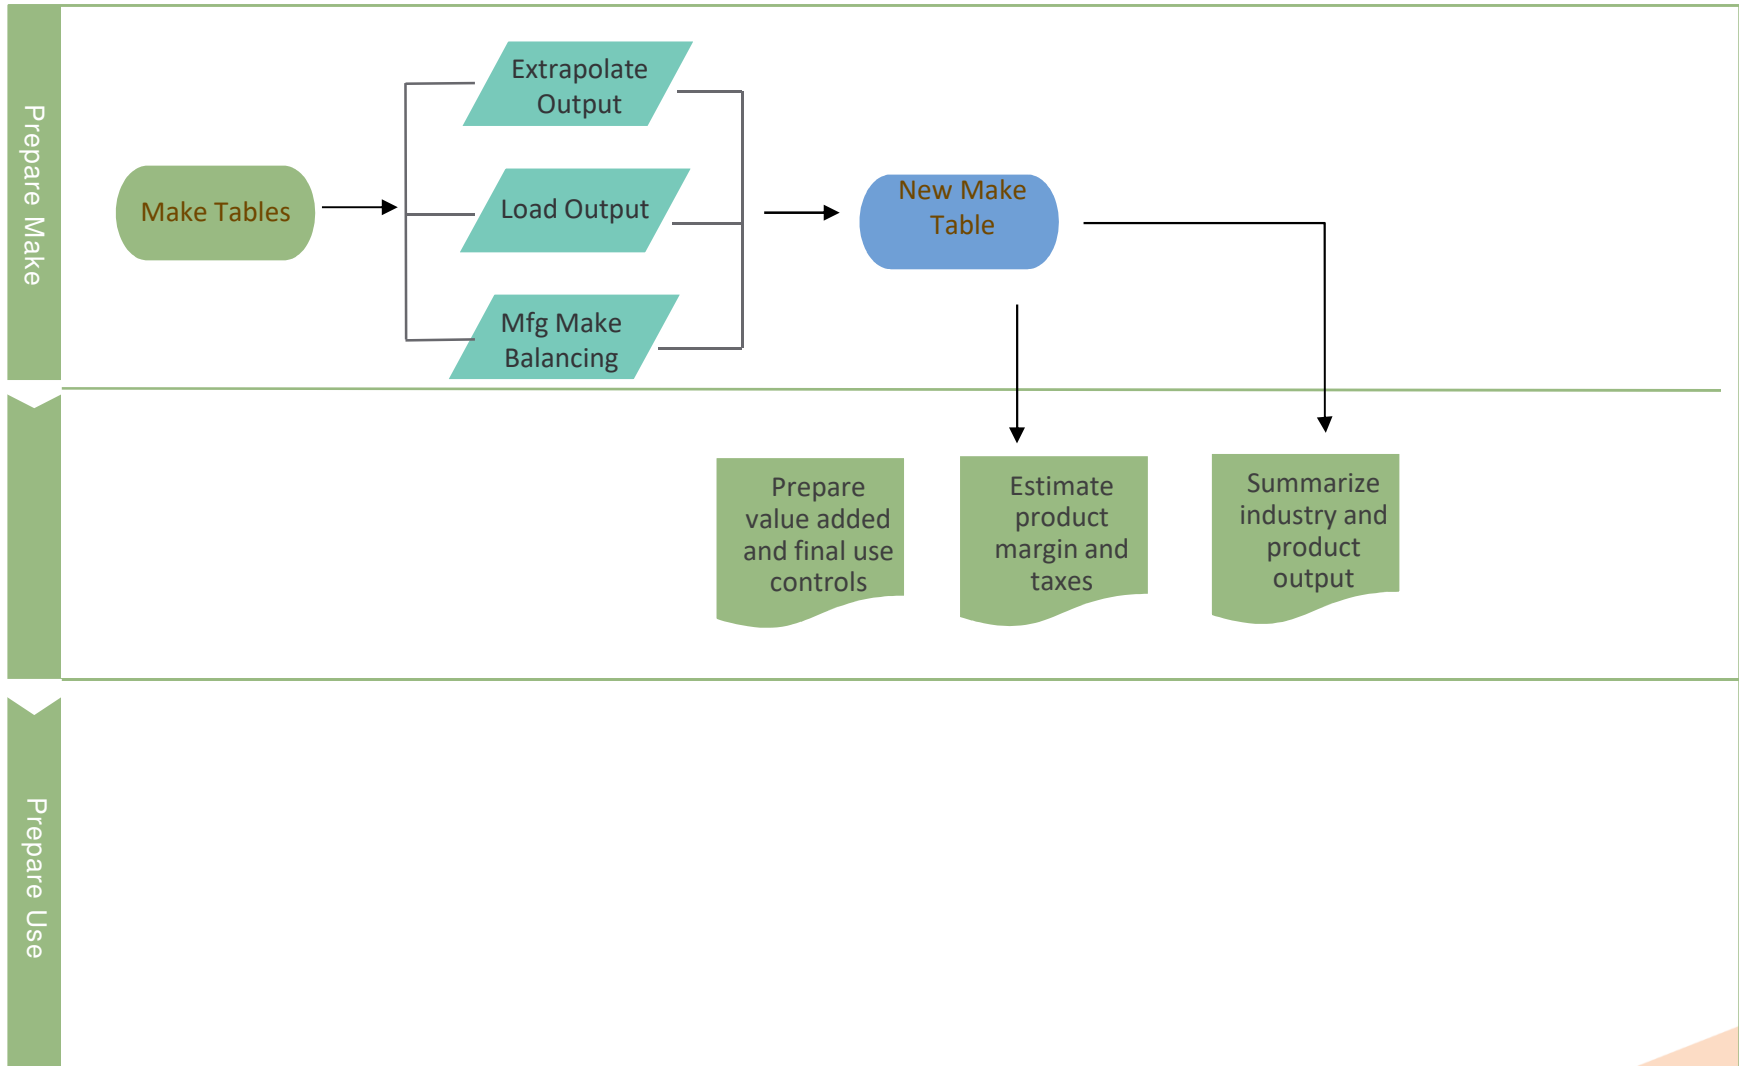 Prepare Make
Extrapolate
Output
Make Tables
Load Output
New Make
Table
Mfg Make
Balancing
Prepare
value added
and final use
controls
Estimate
product
margin and
taxes
Summarize
industry and
product
output
Prepare Use